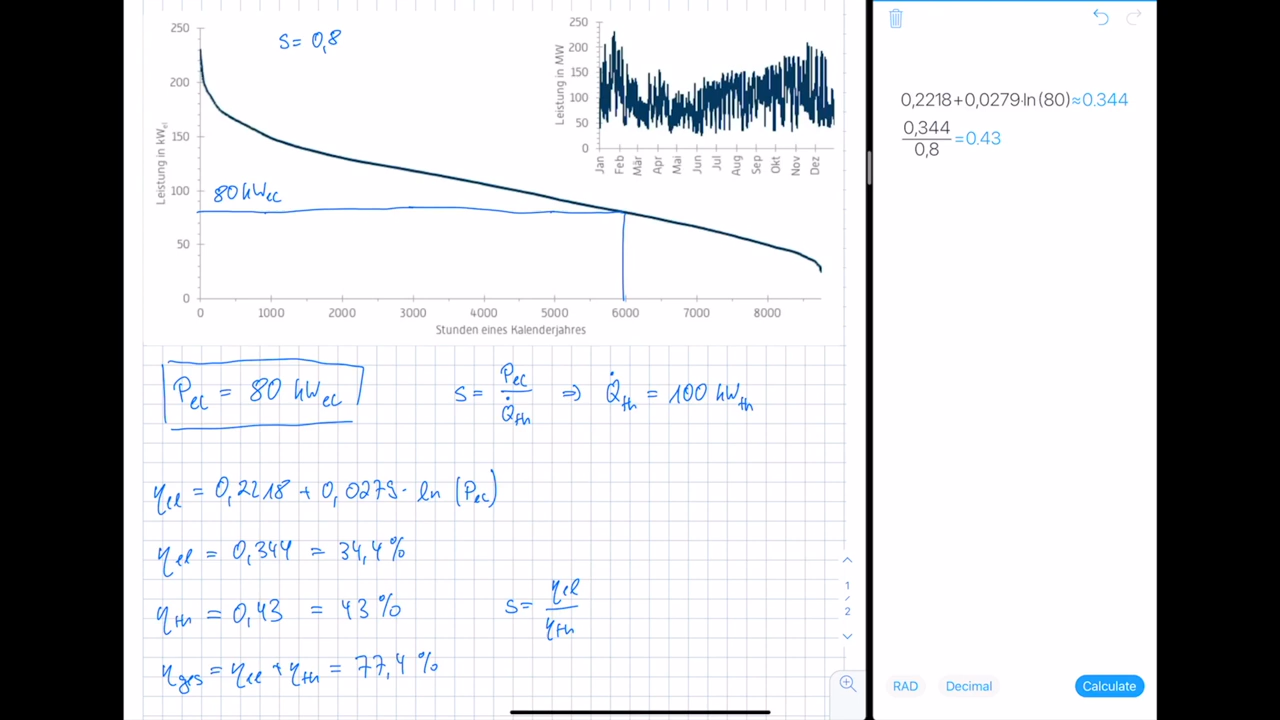 250
200
150
100
50
0
Leistung in kW_el
S = 0,8
80 kW_el
0 1000 2000 3000 4000 5000 6000 7000 8000
Stunden eines Kalenderjahres
250
200
150
100
50
0
Leistung in MW
Jan Feb Mär Apr Mai Jun Jul Aug Sep Okt Nov Dez
P_el = 80 kW_el
S = P_el / Q̇_th ⇒ Q̇_th = 100 kW_th
η_el = 0,2218 + 0,0279 · ln (P_el)
η_el = 0,344 = 34,4 %
η_th = 0,43 = 43 %
S = η_el / η_th
η_ges = η_el + η_th = 77,4 %
1
/
2
0,2218+0,0279·ln(80)≈0.344
0,344 / 0,8 =0.43
RAD Decimal Calculate